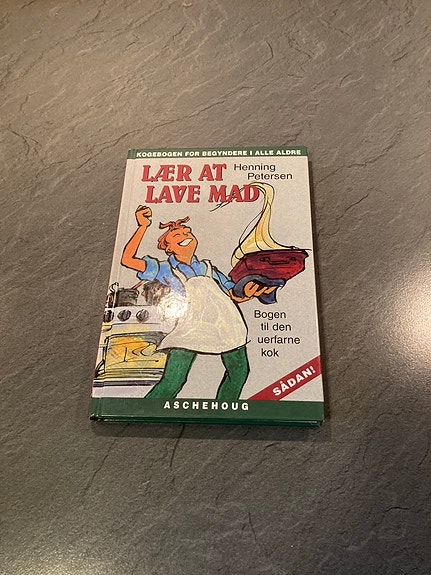 KOGEBOGEN FOR BEGYNDERE I ALLE ALDRE
LÆR AT
LAVE MAD
Henning
Petersen
Bogen
til den
uerfarne
kok
SÅDAN!
ASCHEHOUG